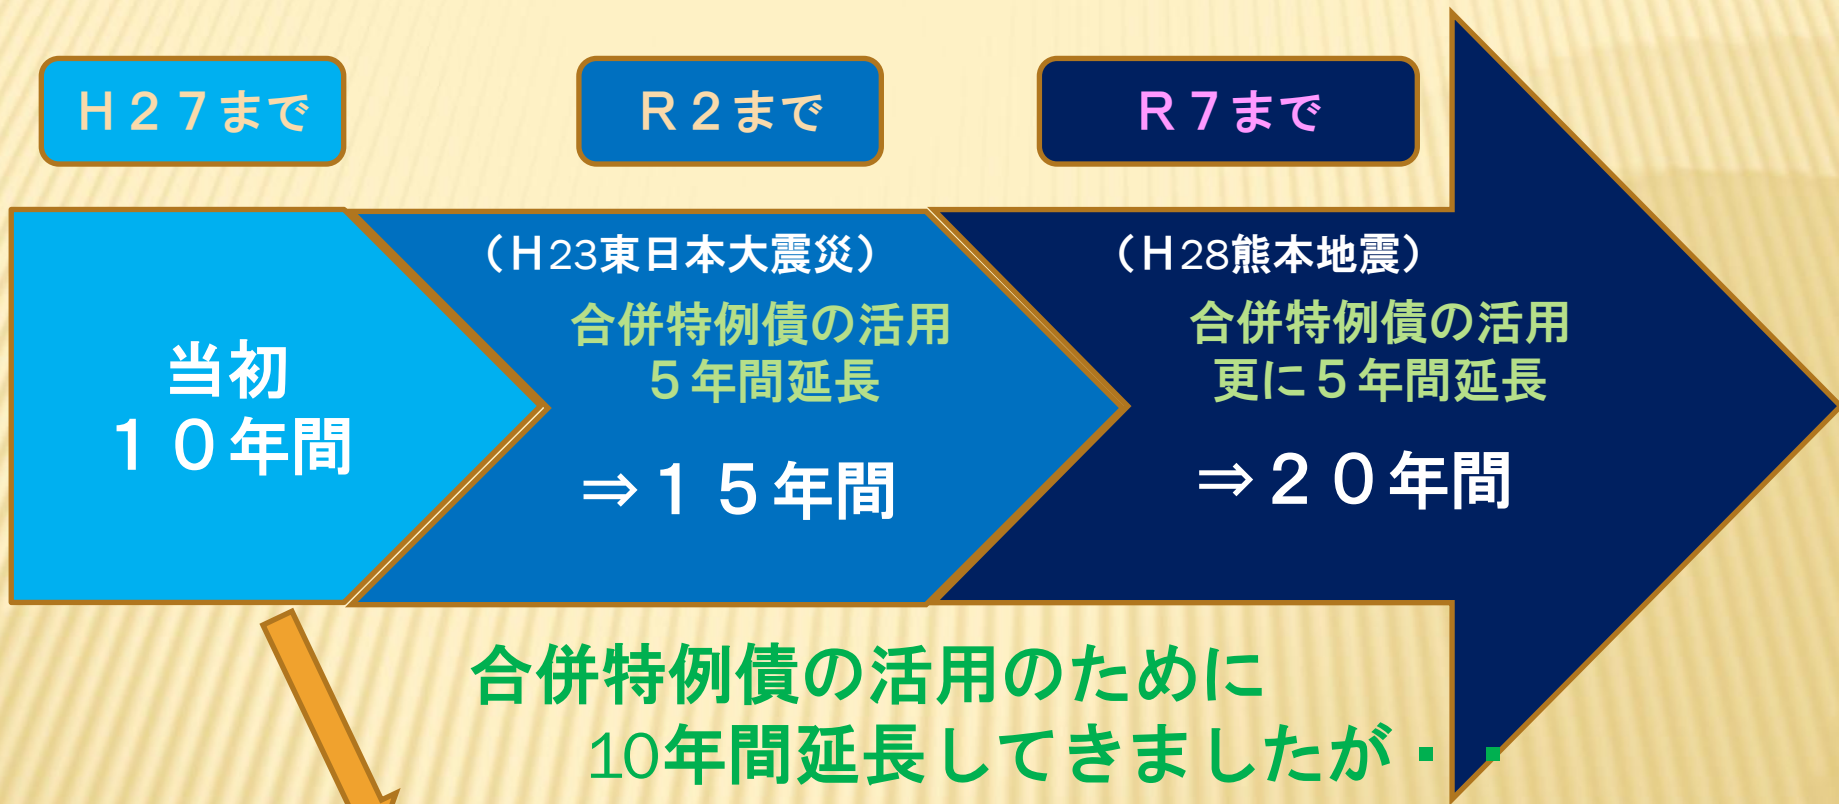 H27まで
R2まで
R7まで
当初
10年間
(H23東日本大震災)
合併特例債の活用
5年間延長
⇒15年間
(H28熊本地震)
合併特例債の活用
更に5年間延長
⇒20年間
合併特例債の活用のために
10年間延長してきましたが・・